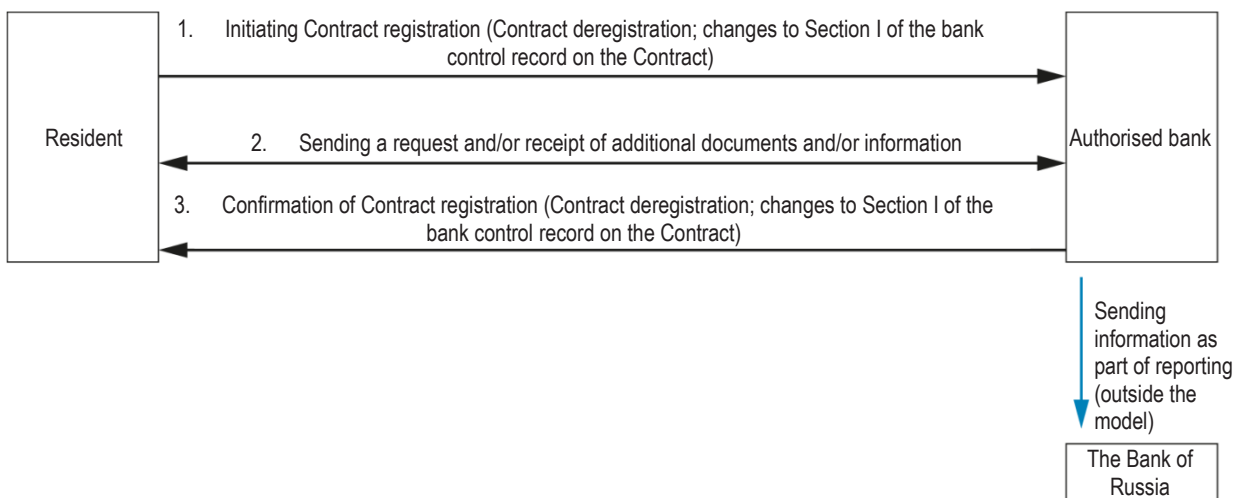 1. Initiating Contract registration (Contract deregistration; changes to Section I of the bank
control record on the Contract)
Resident
Authorised bank
2. Sending a request and/or receipt of additional documents and/or information
3. Confirmation of Contract registration (Contract deregistration; changes to Section I of the
bank control record on the Contract)
Sending
information as
part of reporting
(outside the
model)
The Bank of
Russia